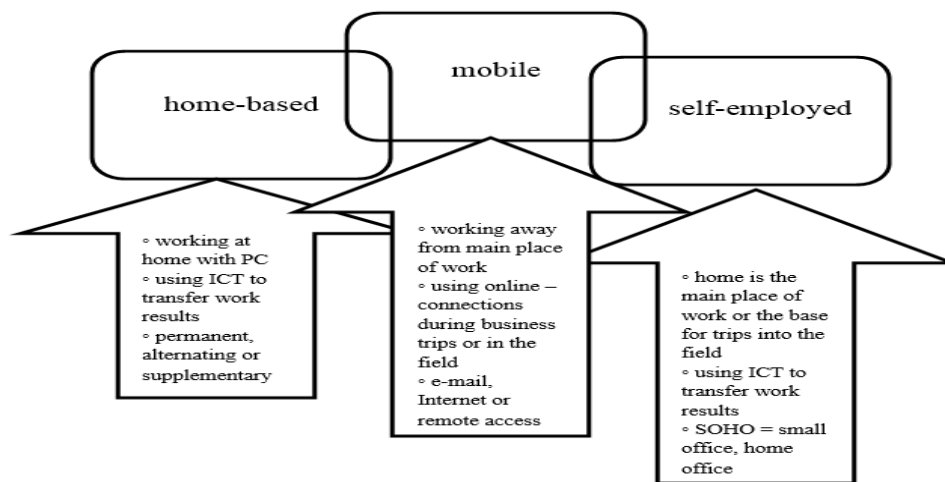 home-based
mobile
self-employed
◦ working at
home with PC
◦ using ICT to
transfer work
results
◦ permanent,
alternating or
supplementary
◦ working away
from main place
of work
◦ using online –
connections
during business
trips or in the
field
◦ e-mail,
Internet or
remote access
◦ home is the
main place of
work or the base
for trips into the
field
◦ using ICT to
transfer work
results
◦ SOHO = small
office, home
office